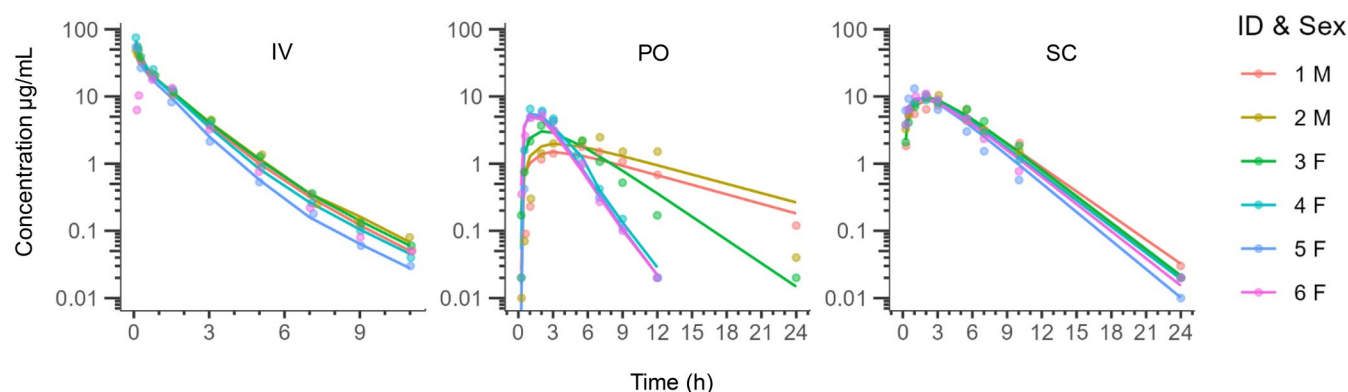 IV
PO
SC
Concentration µg/mL
100
10
1
0.1
0.01
0 3 6 9
100
10
1
0.1
0.01
0 3 6 9 12 15 18 21 24
100
10
1
0.1
0.01
0 3 6 9 12 15 18 21 24
Time (h)
ID & Sex
1 M
2 M
3 F
4 F
5 F
6 F